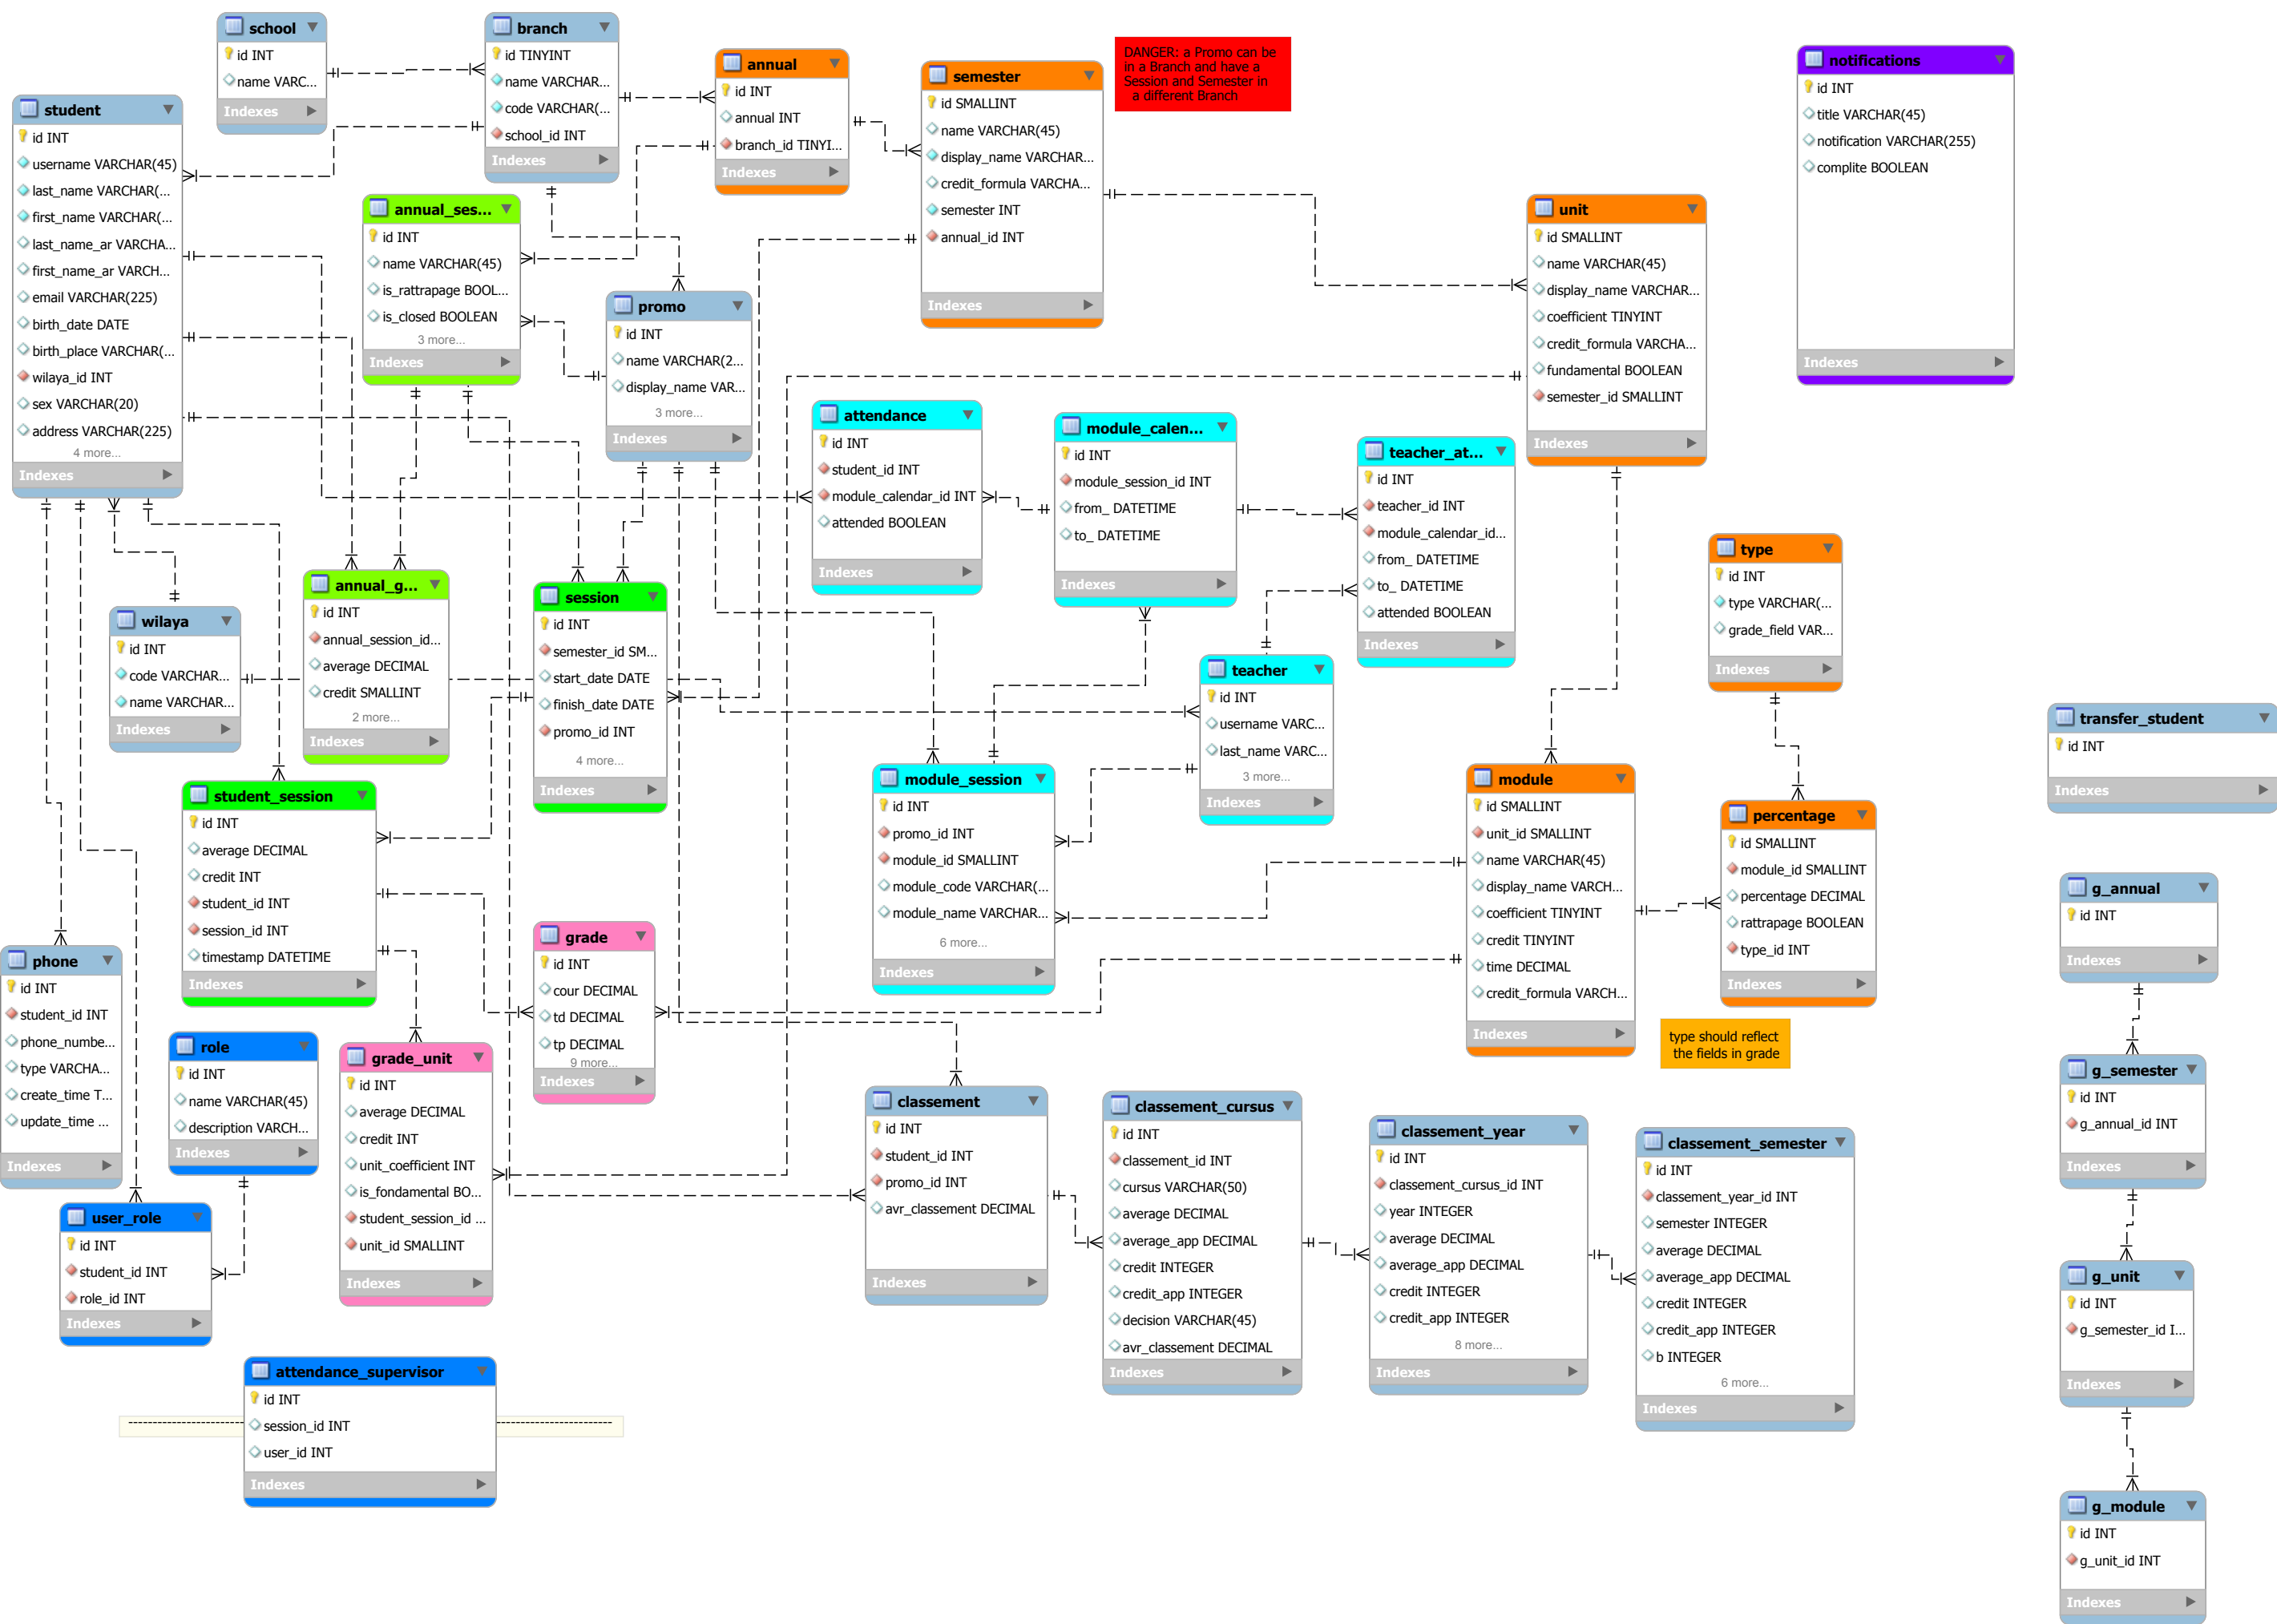 school
id INT
name VARC...
Indexes
branch
id TINYINT
name VARCHAR...
code VARCHAR(...
school_id INT
Indexes
annual
id INT
annual INT
branch_id TINYI...
Indexes
semester
id SMALLINT
name VARCHAR(45)
display_name VARCHAR...
credit_formula VARCHA...
semester INT
annual_id INT
Indexes
DANGER: a Promo can be
in a Branch and have a
Session and Semester in
a different Branch
notifications
id INT
title VARCHAR(45)
notification VARCHAR(255)
complite BOOLEAN
Indexes
student
id INT
username VARCHAR(45)
last_name VARCHAR(...
first_name VARCHAR(...
last_name_ar VARCHA...
first_name_ar VARCH...
email VARCHAR(225)
birth_date DATE
birth_place VARCHAR(...
wilaya_id INT
sex VARCHAR(20)
address VARCHAR(225)
4 more...
Indexes
annual_ses...
id INT
name VARCHAR(45)
is_rattrapage BOOL...
is_closed BOOLEAN
3 more...
Indexes
promo
id INT
name VARCHAR(2...
display_name VAR...
3 more...
Indexes
unit
id SMALLINT
name VARCHAR(45)
display_name VARCHAR...
coefficient TINYINT
credit_formula VARCHA...
fundamental BOOLEAN
semester_id SMALLINT
Indexes
attendance
id INT
student_id INT
module_calendar_id INT
attended BOOLEAN
Indexes
module_calen...
id INT
module_session_id INT
from_ DATETIME
to_ DATETIME
Indexes
teacher_at...
id INT
teacher_id INT
module_calendar_id...
from_ DATETIME
to_ DATETIME
attended BOOLEAN
Indexes
type
id INT
type VARCHAR(...
grade_field VAR...
Indexes
wilaya
id INT
code VARCHAR...
name VARCHAR...
Indexes
annual_g...
id INT
annual_session_id...
average DECIMAL
credit SMALLINT
2 more...
Indexes
session
id INT
semester_id SM...
start_date DATE
finish_date DATE
promo_id INT
4 more...
Indexes
teacher
id INT
username VARC...
last_name VARC...
3 more...
Indexes
transfer_student
id INT
Indexes
student_session
id INT
average DECIMAL
credit INT
student_id INT
session_id INT
timestamp DATETIME
Indexes
module_session
id INT
promo_id INT
module_id SMALLINT
module_code VARCHAR(...
module_name VARCHAR...
6 more...
Indexes
module
id SMALLINT
unit_id SMALLINT
name VARCHAR(45)
display_name VARCH...
coefficient TINYINT
credit TINYINT
time DECIMAL
credit_formula VARCH...
Indexes
percentage
id SMALLINT
module_id SMALLINT
percentage DECIMAL
rattrapage BOOLEAN
type_id INT
Indexes
type should reflect
the fields in grade
g_annual
id INT
Indexes
phone
id INT
student_id INT
phone_numbe...
type VARCHA...
create_time T...
update_time ...
Indexes
role
id INT
name VARCHAR(45)
description VARCH...
Indexes
grade_unit
id INT
average DECIMAL
credit INT
unit_coefficient INT
is_fondamental BO...
student_session_id ...
unit_id SMALLINT
Indexes
grade
id INT
cour DECIMAL
td DECIMAL
tp DECIMAL
9 more...
Indexes
classement
id INT
student_id INT
promo_id INT
avr_classement DECIMAL
Indexes
classement_cursus
id INT
classement_id INT
cursus VARCHAR(50)
average DECIMAL
average_app DECIMAL
credit INTEGER
credit_app INTEGER
decision VARCHAR(45)
avr_classement DECIMAL
Indexes
classement_year
id INT
classement_cursus_id INT
year INTEGER
average DECIMAL
average_app DECIMAL
credit INTEGER
credit_app INTEGER
8 more...
Indexes
classement_semester
id INT
classement_year_id INT
semester INTEGER
average DECIMAL
average_app DECIMAL
credit INTEGER
credit_app INTEGER
b INTEGER
6 more...
Indexes
g_semester
id INT
g_annual_id INT
Indexes
user_role
id INT
student_id INT
role_id INT
Indexes
g_unit
id INT
g_semester_id I...
Indexes
attendance_supervisor
id INT
session_id INT
user_id INT
Indexes
g_module
id INT
g_unit_id INT
Indexes